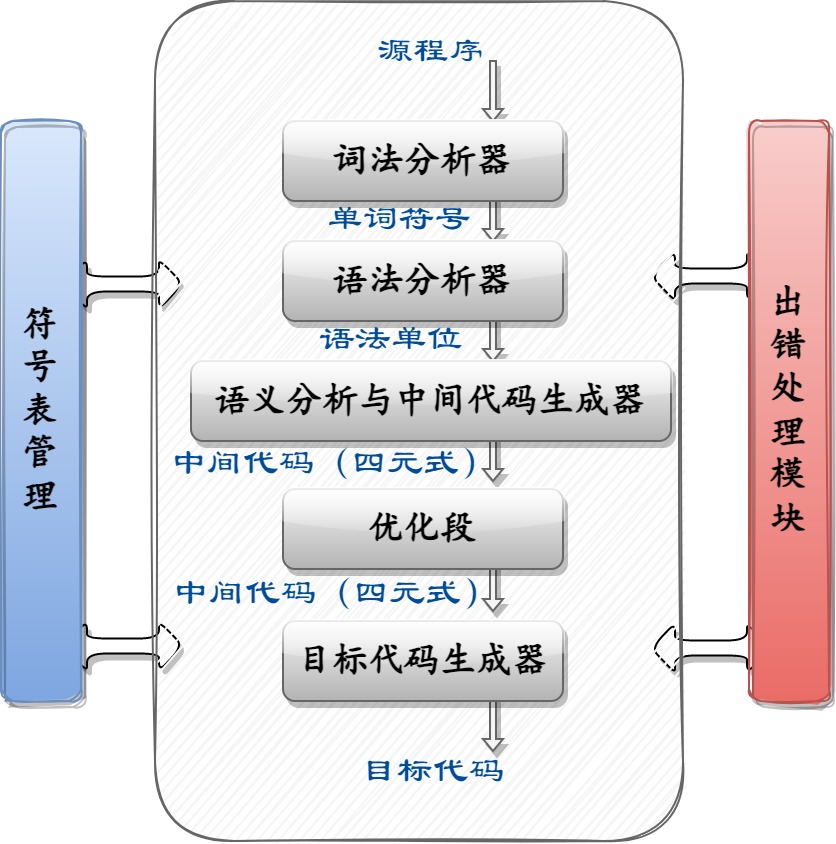 源程序
词法分析器
单词符号
语法分析器
语法单位
语义分析与中间代码生成器
中间代码（四元式）
优化段
中间代码（四元式）
目标代码生成器
目标代码
符号表管理
出错处理模块